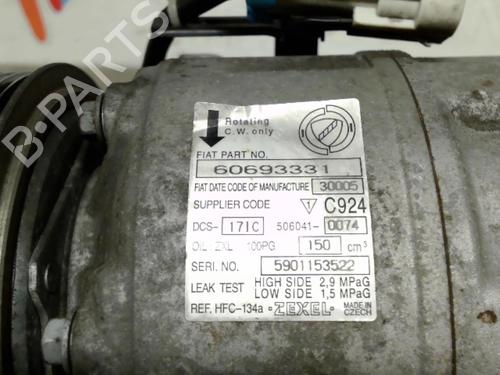 Rotating
C.W. only
FIAT PART NO.
60693331
FIAT DATE CODE OF MANUFACTURE 30005
SUPPLIER CODE C924
DCS- 171C 506041- 0074
OIL: ZXL 100PG 150 cm³
SERI. NO. 5901153522
LEAK TEST HIGH SIDE 2,9 MPaG
LOW SIDE 1,5 MPaG
REF. HFC-134a ZEXEL MADE IN CZECH
B-PARTS